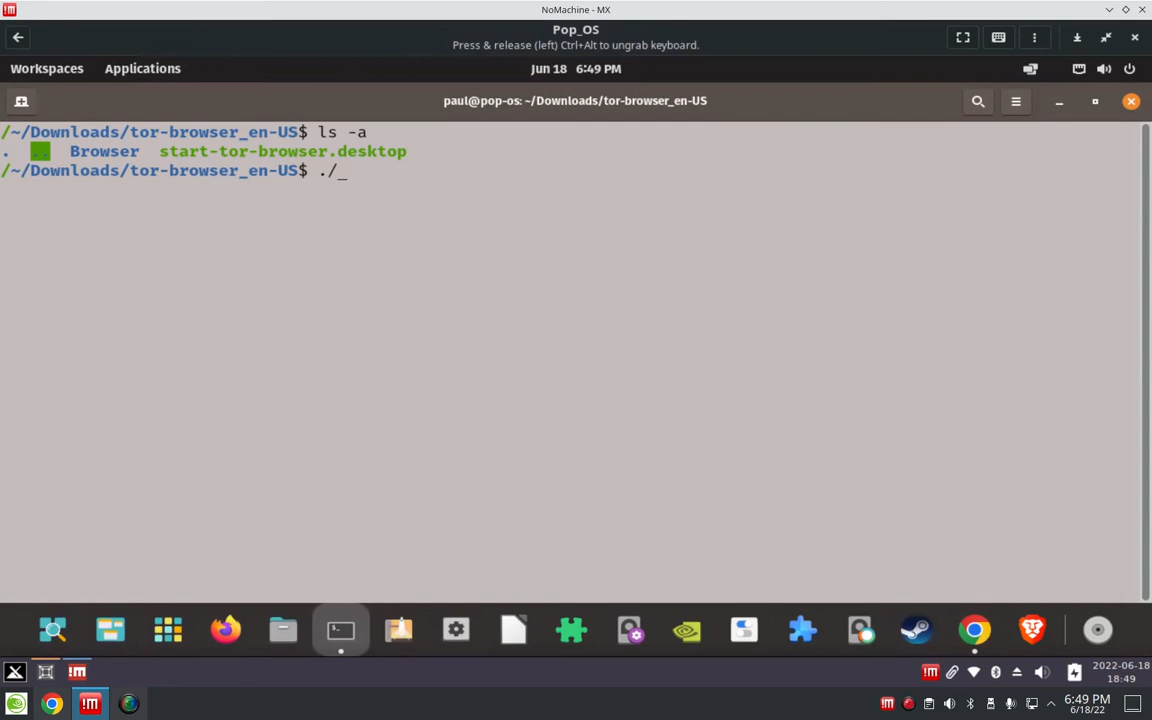 NoMachine - MX
Pop_OS
Press & release (left) Ctrl+Alt to ungrab keyboard.
Workspaces Applications Jun 18 6:49 PM
paul@pop-os: ~/Downloads/tor-browser_en-US
/~/Downloads/tor-browser_en-US$ ls -a
. .. Browser start-tor-browser.desktop
/~/Downloads/tor-browser_en-US$ ./_
2022-06-18
18:49
6:49 PM
6/18/22